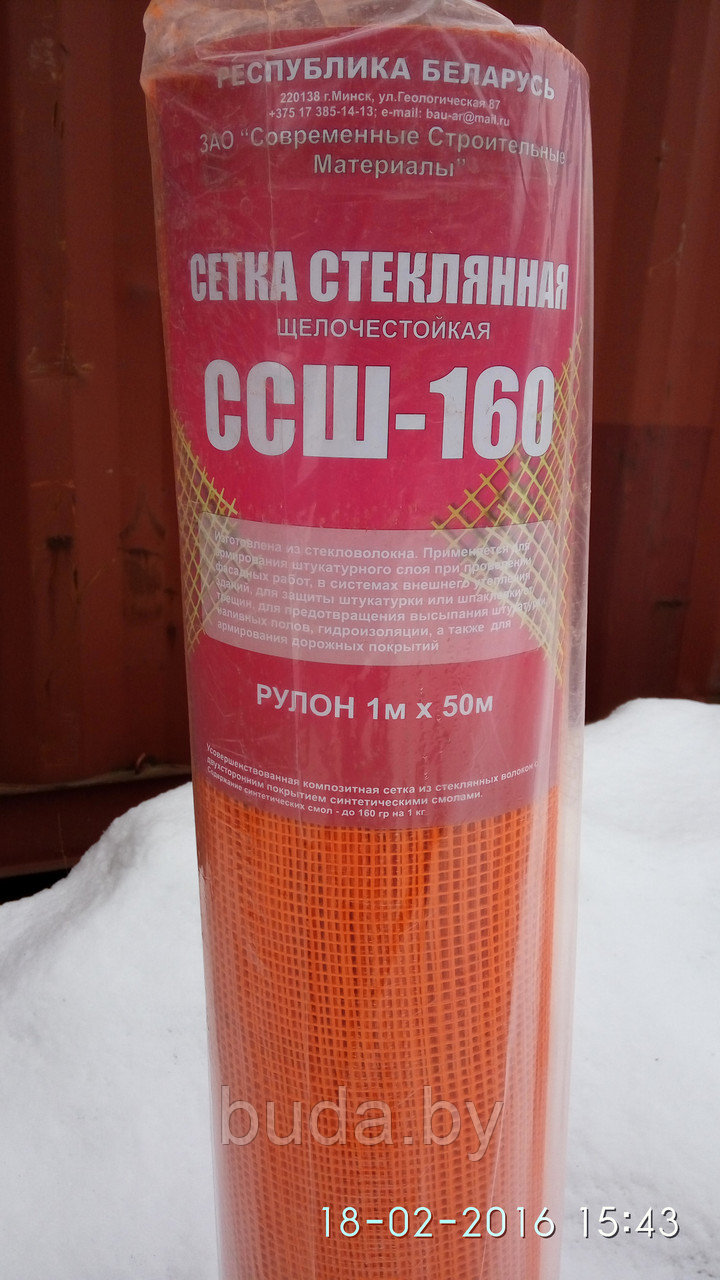 РЕСПУБЛИКА БЕЛАРУСЬ
220138 г.Минск, ул.Геологическая 87
+375 17 385-14-13; e-mail: bau-ar@mail.ru
ЗАО "Современные Строительные
Материалы"
СЕТКА СТЕКЛЯННАЯ
ЩЕЛОЧЕСТОЙКАЯ
ССШ-160
Изготовлена из стекловолокна. Применяется для
армирования штукатурного слоя при проведении
фасадных работ, в системах внешнего утепления
зданий, для защиты штукатурки или шпаклевки от
трещин, для предотвращения высыпания штукатурки,
наливных полов, гидроизоляции, а также для
армирования дорожных покрытий
РУЛОН 1м х 50м
Усовершенствованная композитная сетка из стеклянных волокон с
двухсторонним покрытием синтетическими смолами.
Содержание синтетических смол - до 160 гр на 1 кг
buda.by
18-02-2016 15:43